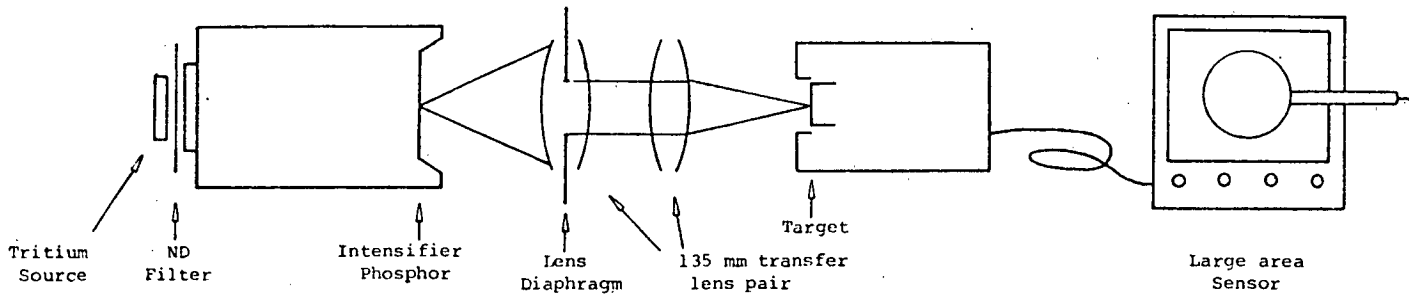 Tritium
Source
ND
Filter
Intensifier
Phosphor
Lens
Diaphragm
135 mm transfer
lens pair
Target
Large area
Sensor